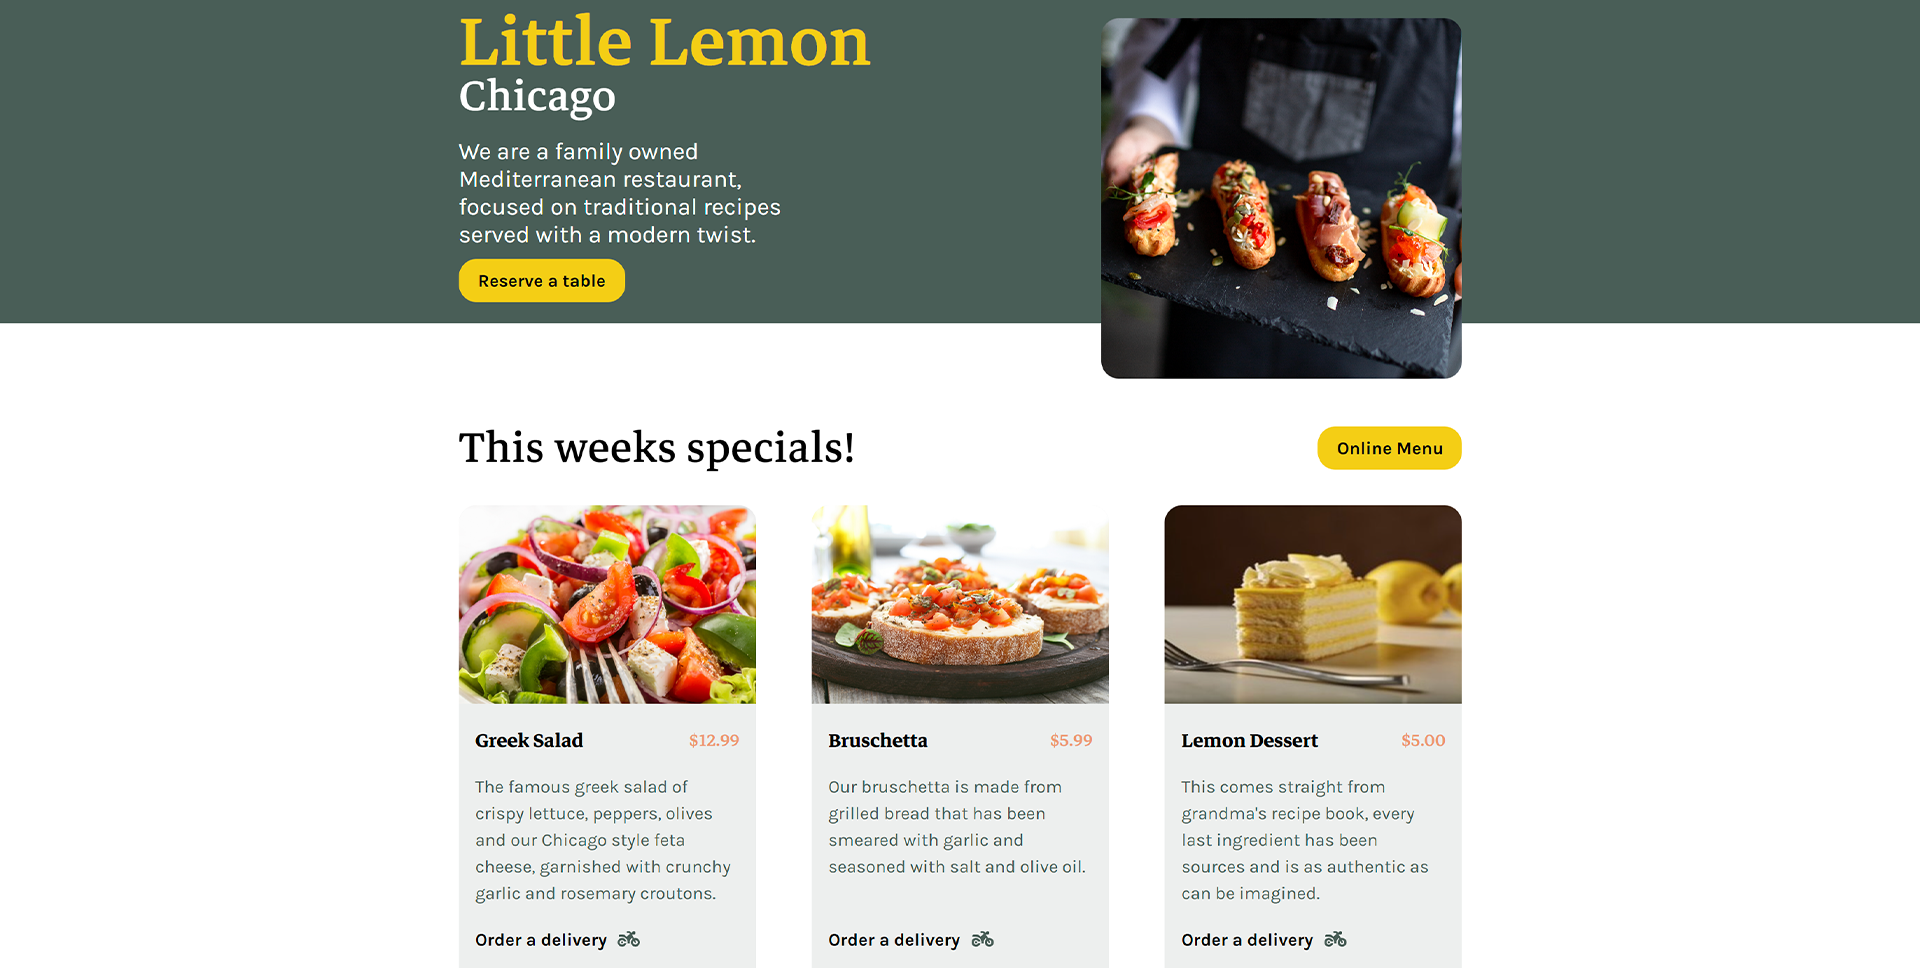 Little Lemon
Chicago
We are a family owned
Mediterranean restaurant,
focused on traditional recipes
served with a modern twist.
Reserve a table
This weeks specials!
Online Menu
Greek Salad $12.99
The famous greek salad of
crispy lettuce, peppers, olives
and our Chicago style feta
cheese, garnished with crunchy
garlic and rosemary croutons.
Order a delivery
Bruschetta $5.99
Our bruschetta is made from
grilled bread that has been
smeared with garlic and
seasoned with salt and olive oil.
Order a delivery
Lemon Dessert $5.00
This comes straight from
grandma's recipe book, every
last ingredient has been
sources and is as authentic as
can be imagined.
Order a delivery